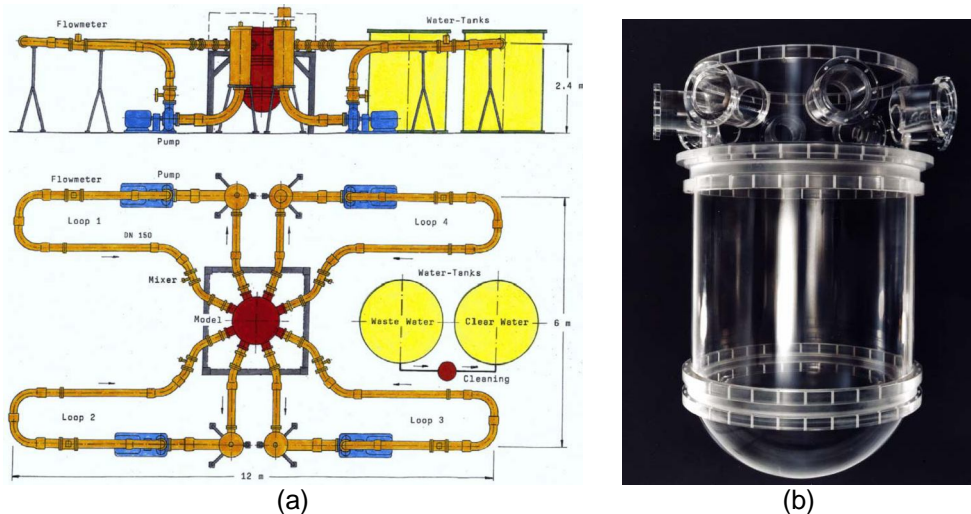 Flowmeter
Water-Tanks
2.4 m
Pump
Flowmeter
Pump
Loop 1
Loop 4
DN 150
Mixer
Water-Tanks
Model
Waste Water
Clear Water
6 m
Cleaning
Loop 2
Loop 3
12 m
(a)
(b)